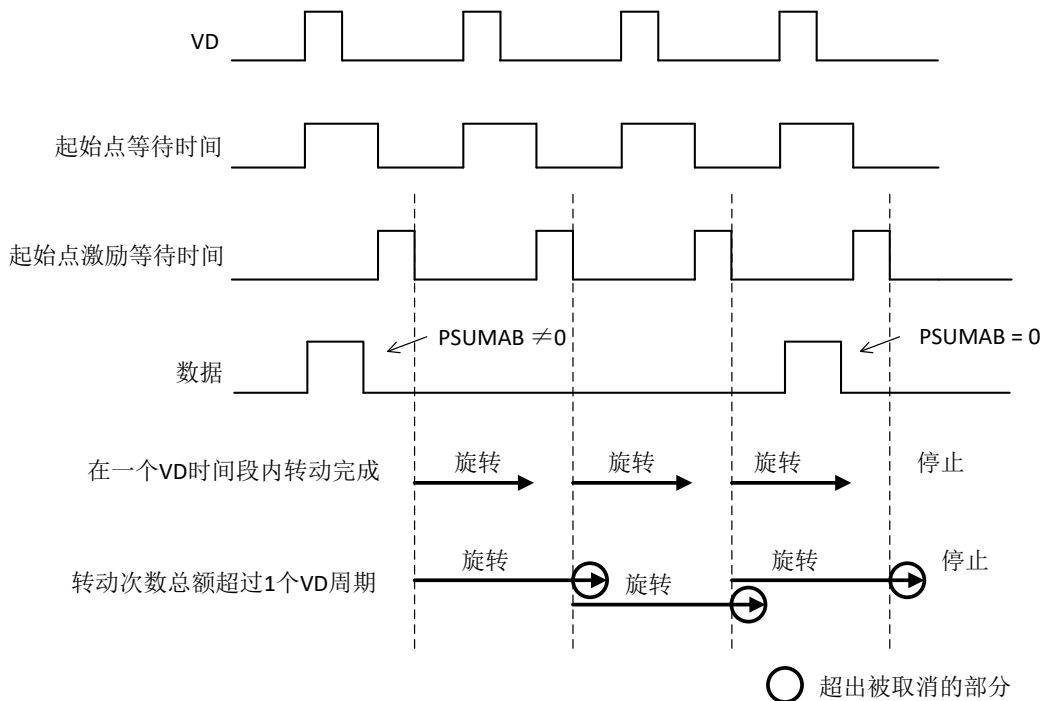 VD
起始点等待时间
起始点激励等待时间
PSUMAB ≠0
PSUMAB = 0
数据
在一个VD时间段内转动完成
旋转
旋转
旋转
停止
转动次数总额超过1个VD周期
旋转
旋转
旋转
停止
超出被取消的部分